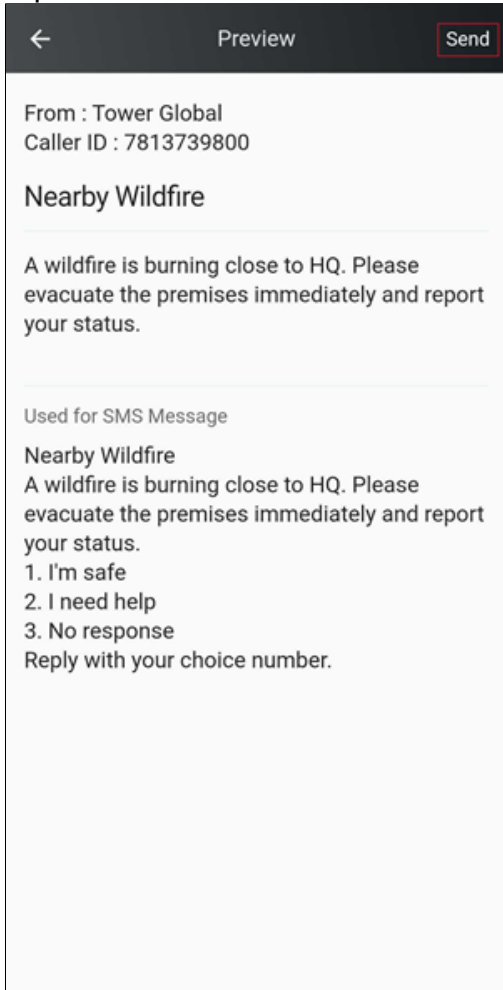 Preview
Send
From : Tower Global
Caller ID : 7813739800
Nearby Wildfire
A wildfire is burning close to HQ. Please
evacuate the premises immediately and report
your status.
Used for SMS Message
Nearby Wildfire
A wildfire is burning close to HQ. Please
evacuate the premises immediately and report
your status.
1. I'm safe
2. I need help
3. No response
Reply with your choice number.